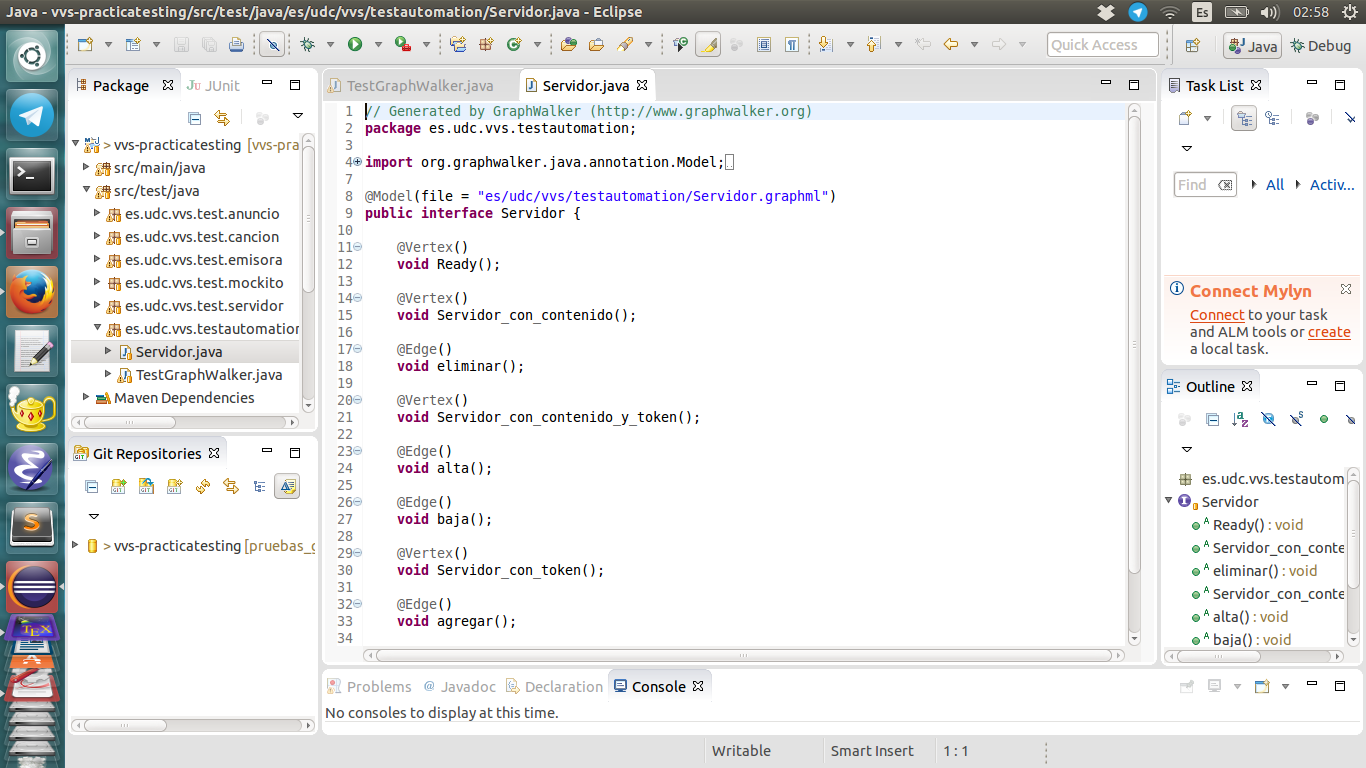 Java - vvs-practicatesting/src/test/java/es/udc/vvs/testautomation/Servidor.java - Eclipse
Es
02:58
Quick Access
Java
Debug
Package
JUnit
> vvs-practicatesting [vvs-pra
src/main/java
src/test/java
es.udc.vvs.test.anuncio
es.udc.vvs.test.cancion
es.udc.vvs.test.emisora
es.udc.vvs.test.mockito
es.udc.vvs.test.servidor
es.udc.vvs.testautomation
Servidor.java
TestGraphWalker.java
Maven Dependencies
Git Repositories
> vvs-practicatesting [pruebas_g
TestGraphWalker.java
Servidor.java
1 // Generated by GraphWalker (http://www.graphwalker.org)
2 package es.udc.vvs.testautomation;
3
4 import org.graphwalker.java.annotation.Model;
7
8 @Model(file = "es/udc/vvs/testautomation/Servidor.graphml")
9 public interface Servidor {
10
11 @Vertex()
12 void Ready();
13
14 @Vertex()
15 void Servidor_con_contenido();
16
17 @Edge()
18 void eliminar();
19
20 @Vertex()
21 void Servidor_con_contenido_y_token();
22
23 @Edge()
24 void alta();
25
26 @Edge()
27 void baja();
28
29 @Vertex()
30 void Servidor_con_token();
31
32 @Edge()
33 void agregar();
34
Problems
Javadoc
Declaration
Console
No consoles to display at this time.
Task List
Find
All
Activ...
Connect Mylyn
Connect to your task
and ALM tools or create
a local task.
Outline
es.udc.vvs.testautom
Servidor
Ready() : void
Servidor_con_conte
eliminar() : void
Servidor_con_conte
alta() : void
baja() : void
Writable
Smart Insert
1 : 1